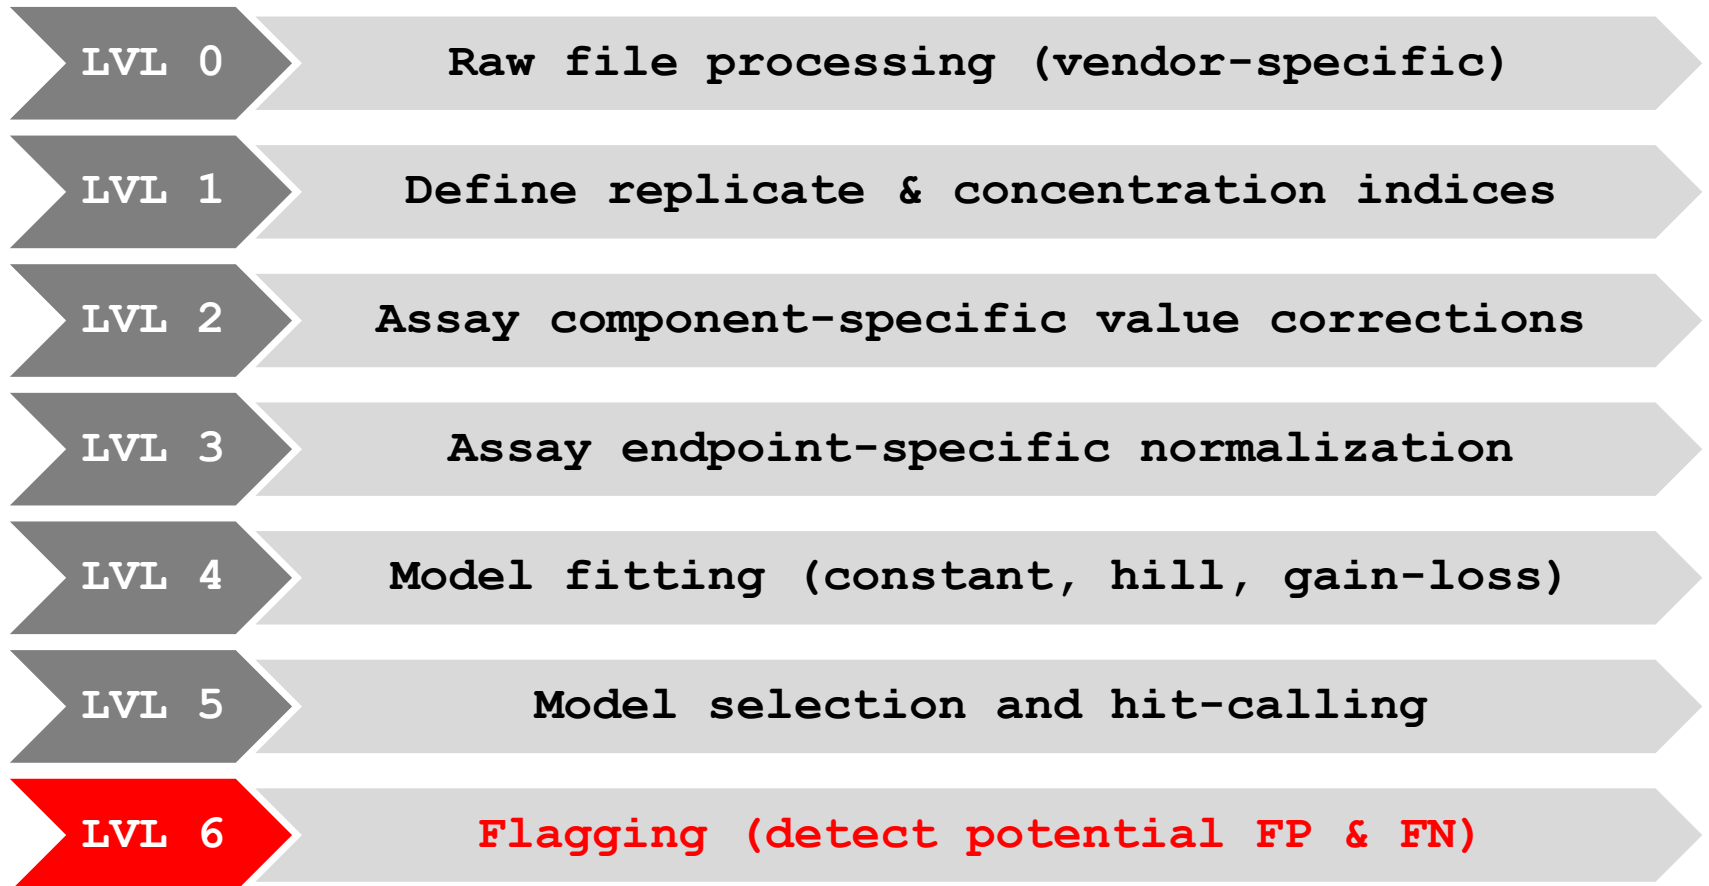 LVL 0 Raw file processing (vendor-specific)
LVL 1 Define replicate & concentration indices
LVL 2 Assay component-specific value corrections
LVL 3 Assay endpoint-specific normalization
LVL 4 Model fitting (constant, hill, gain-loss)
LVL 5 Model selection and hit-calling
LVL 6 Flagging (detect potential FP & FN)